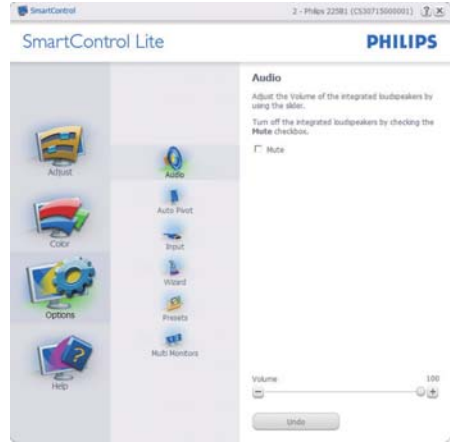 SmartControl
2 - Philips 225B1 (CS30715000001)
SmartControl Lite
PHILIPS
Adjust
Color
Options
Help
Audio
Auto Pivot
Input
Wizard
Presets
Multi Monitors
Audio
Adjust the Volume of the integrated loudspeakers by
using the slider.
Turn off the integrated loudspeakers by checking the
Mute checkbox.
Mute
Volume 100
Undo